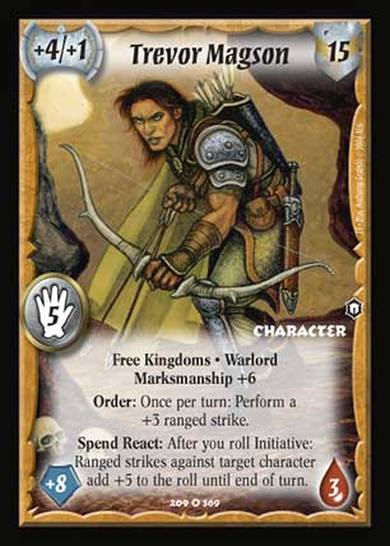 +4/+1
Trevor Magson
15
5
CHARACTER
Free Kingdoms • Warlord
Marksmanship +6
Order: Once per turn: Perform a
+3 ranged strike.
Spend React: After you roll Initiative:
Ranged strikes against target character
add +5 to the roll until end of turn.
+8
3
209 O 369